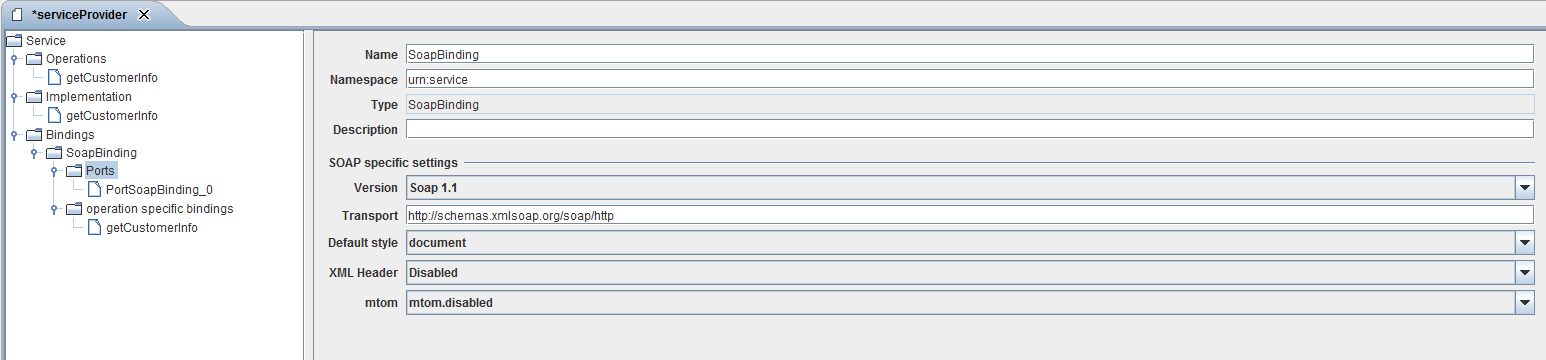 *serviceProvider
Service
Operations
getCustomerInfo
Implementation
getCustomerInfo
Bindings
SoapBinding
Ports
PortSoapBinding_0
operation specific bindings
getCustomerInfo
Name SoapBinding
Namespace urn:service
Type SoapBinding
Description
SOAP specific settings
Version Soap 1.1
Transport http://schemas.xmlsoap.org/soap/http
Default style document
XML Header Disabled
mtom mtom.disabled